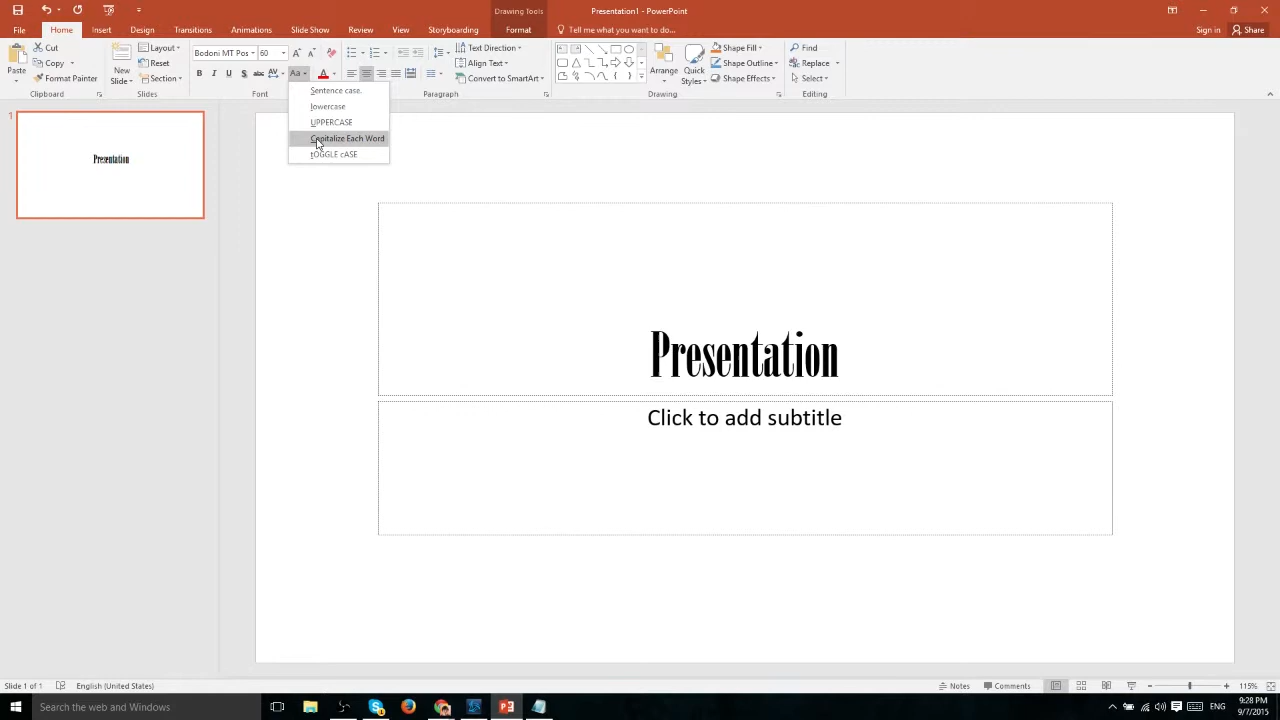 Drawing Tools
Presentation1 - PowerPoint
File Home Insert Design Transitions Animations Slide Show Review View Storyboarding Format Tell me what you want to do... Sign in Share
Paste
Cut
Copy
Format Painter
Clipboard
New Slide
Layout
Reset
Section
Slides
Bodoni MT Pos 60
B I U S abc AV Aa A
Font
Text Direction
Align Text
Convert to SmartArt
Paragraph
Arrange
Quick Styles
Shape Fill
Shape Outline
Shape Effects
Drawing
Find
Replace
Select
Editing
Sentence case.
lowercase
UPPERCASE
Capitalize Each Word
tOGGLE cASE
1
Presentation
Presentation
Click to add subtitle
Slide 1 of 1 English (United States) Notes Comments 115%
Search the web and Windows
9:28 PM
9/7/2015